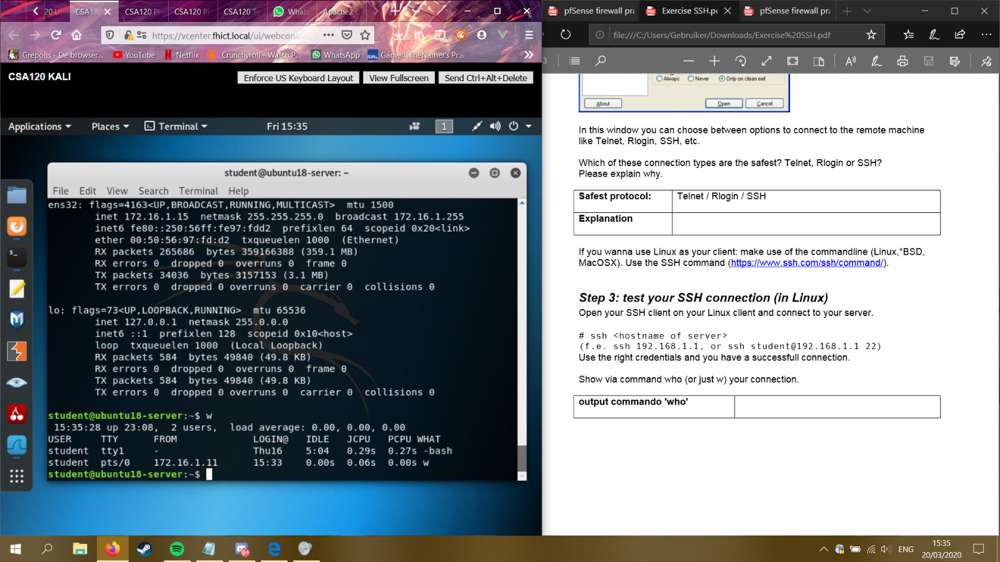 20 U
CSA12
CSA120 P
CSA120 P
CSA120 Te
Whats
Apache2
https://vcenter.fhict.local/ui/webcons
Grepolis - De browser...
YouTube
Netflix
Crunchyroll - Watch P...
WhatsApp
GamerIsTheNamer's Pr...
CSA120 KALI
Enforce US Keyboard Layout
View Fullscreen
Send Ctrl+Alt+Delete
Applications
Places
Terminal
Fri 15:35
1
student@ubuntu18-server: ~
File Edit View Search Terminal Help
ens32: flags=4163<UP,BROADCAST,RUNNING,MULTICAST> mtu 1500
inet 172.16.1.15 netmask 255.255.255.0 broadcast 172.16.1.255
inet6 fe80::250:56ff:fe97:fdd2 prefixlen 64 scopeid 0x20<link>
ether 00:50:56:97:fd:d2 txqueuelen 1000 (Ethernet)
RX packets 265686 bytes 359166388 (359.1 MB)
RX errors 0 dropped 0 overruns 0 frame 0
TX packets 34036 bytes 3157153 (3.1 MB)
TX errors 0 dropped 0 overruns 0 carrier 0 collisions 0
lo: flags=73<UP,LOOPBACK,RUNNING> mtu 65536
inet 127.0.0.1 netmask 255.0.0.0
inet6 ::1 prefixlen 128 scopeid 0x10<host>
loop txqueuelen 1000 (Local Loopback)
RX packets 584 bytes 49840 (49.8 KB)
RX errors 0 dropped 0 overruns 0 frame 0
TX packets 584 bytes 49840 (49.8 KB)
TX errors 0 dropped 0 overruns 0 carrier 0 collisions 0
student@ubuntu18-server:~$ w
15:35:28 up 23:08, 2 users, load average: 0.00, 0.00, 0.00
USER TTY FROM LOGIN@ IDLE JCPU PCPU WHAT
student tty1 - Thu16 5:04 0.29s 0.27s -bash
student pts/0 172.16.1.11 15:33 0.00s 0.06s 0.00s w
student@ubuntu18-server:~$
pfSense firewall pra
Exercise SSH.pd
pfSense firewall pra
file:///C:/Users/Gebruiker/Downloads/Exercise%20SSH.pdf
3
Always Never Only on clean exit
About Open Cancel
In this window you can choose between options to connect to the remote machine
like Telnet, Rlogin, SSH, etc.
Which of these connection types are the safest? Telnet, Rlogin or SSH?
Please explain why.
Safest protocol: Telnet / Rlogin / SSH
Explanation
If you wanna use Linux as your client: make use of the commandline (Linux,*BSD,
MacOSX). Use the SSH command (https://www.ssh.com/ssh/command/).
Step 3: test your SSH connection (in Linux)
Open your SSH client on your Linux client and connect to your server.
# ssh <hostname of server>
(f.e. ssh 192.168.1.1, or ssh student@192.168.1.1 22)
Use the right credentials and you have a successfull connection.
Show via command who (or just w) your connection.
output commando 'who'
9+
ENG
15:35
20/03/2020